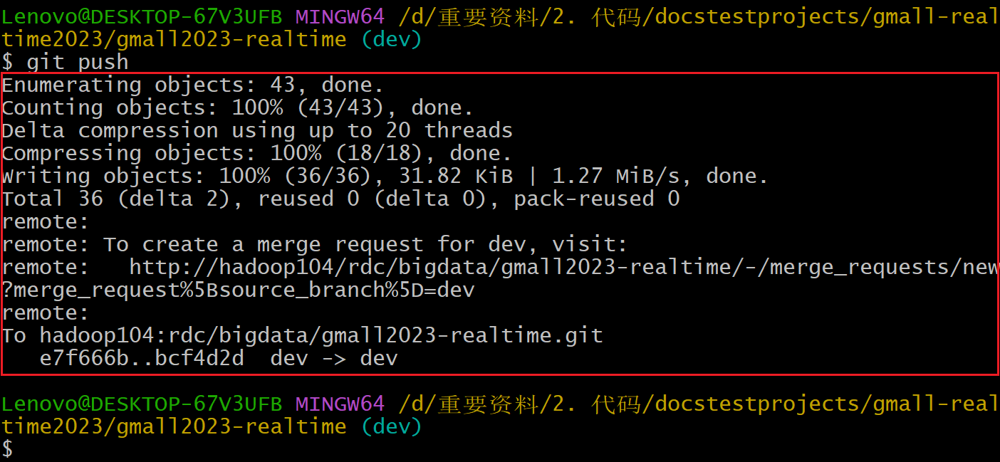 Lenovo@DESKTOP-67V3UFB MINGW64 /d/重要资料/2. 代码/docstestprojects/gmall-real
time2023/gmall2023-realtime (dev)
$ git push
Enumerating objects: 43, done.
Counting objects: 100% (43/43), done.
Delta compression using up to 20 threads
Compressing objects: 100% (18/18), done.
Writing objects: 100% (36/36), 31.82 KiB | 1.27 MiB/s, done.
Total 36 (delta 2), reused 0 (delta 0), pack-reused 0
remote:
remote: To create a merge request for dev, visit:
remote:   http://hadoop104/rdc/bigdata/gmall2023-realtime/-/merge_requests/new
?merge_request%5Bsource_branch%5D=dev
remote:
To hadoop104:rdc/bigdata/gmall2023-realtime.git
   e7f666b..bcf4d2d  dev -> dev
Lenovo@DESKTOP-67V3UFB MINGW64 /d/重要资料/2. 代码/docstestprojects/gmall-real
time2023/gmall2023-realtime (dev)
$